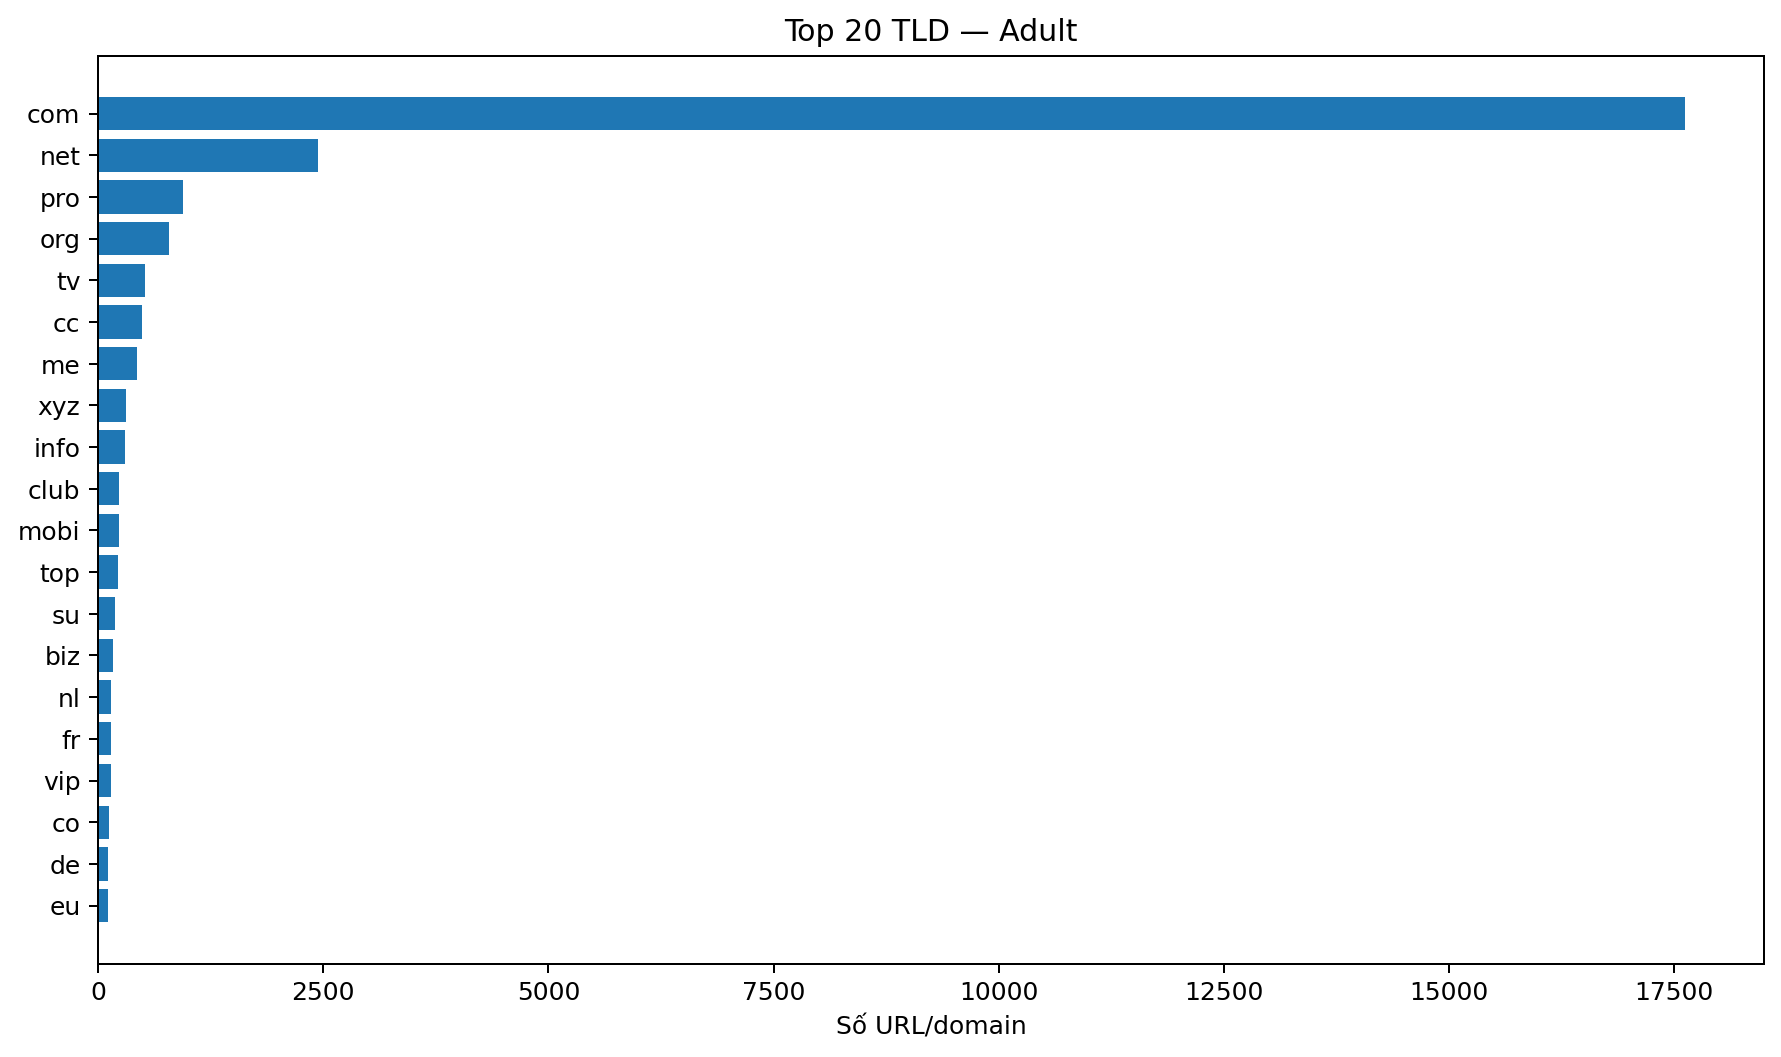 Top 20 TLD — Adult
com
net
pro
org
tv
cc
me
xyz
info
club
mobi
top
su
biz
nl
fr
vip
co
de
eu
0 2500 5000 7500 10000 12500 15000 17500
Số URL/domain